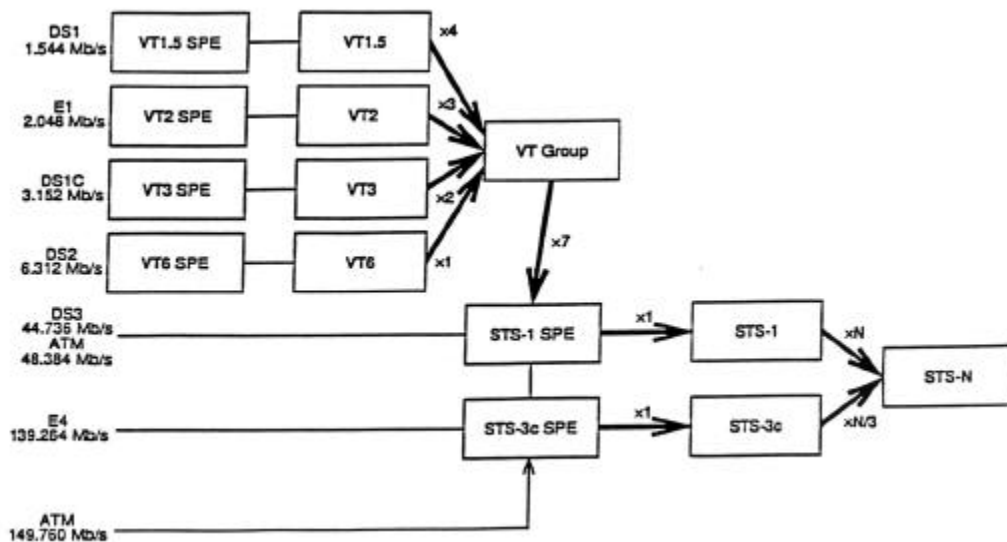 DS1
1.544 Mb/s
VT1.5 SPE
VT1.5
x4
E1
2.048 Mb/s
VT2 SPE
VT2
x3
VT Group
DS1C
3.152 Mb/s
VT3 SPE
VT3
x2
DS2
6.312 Mb/s
VT6 SPE
VT6
x1
x7
DS3
44.736 Mb/s
ATM
48.384 Mb/s
STS-1 SPE
x1
STS-1
xN
STS-N
E4
139.264 Mb/s
STS-3c SPE
x1
STS-3c
xN/3
ATM
149.760 Mb/s